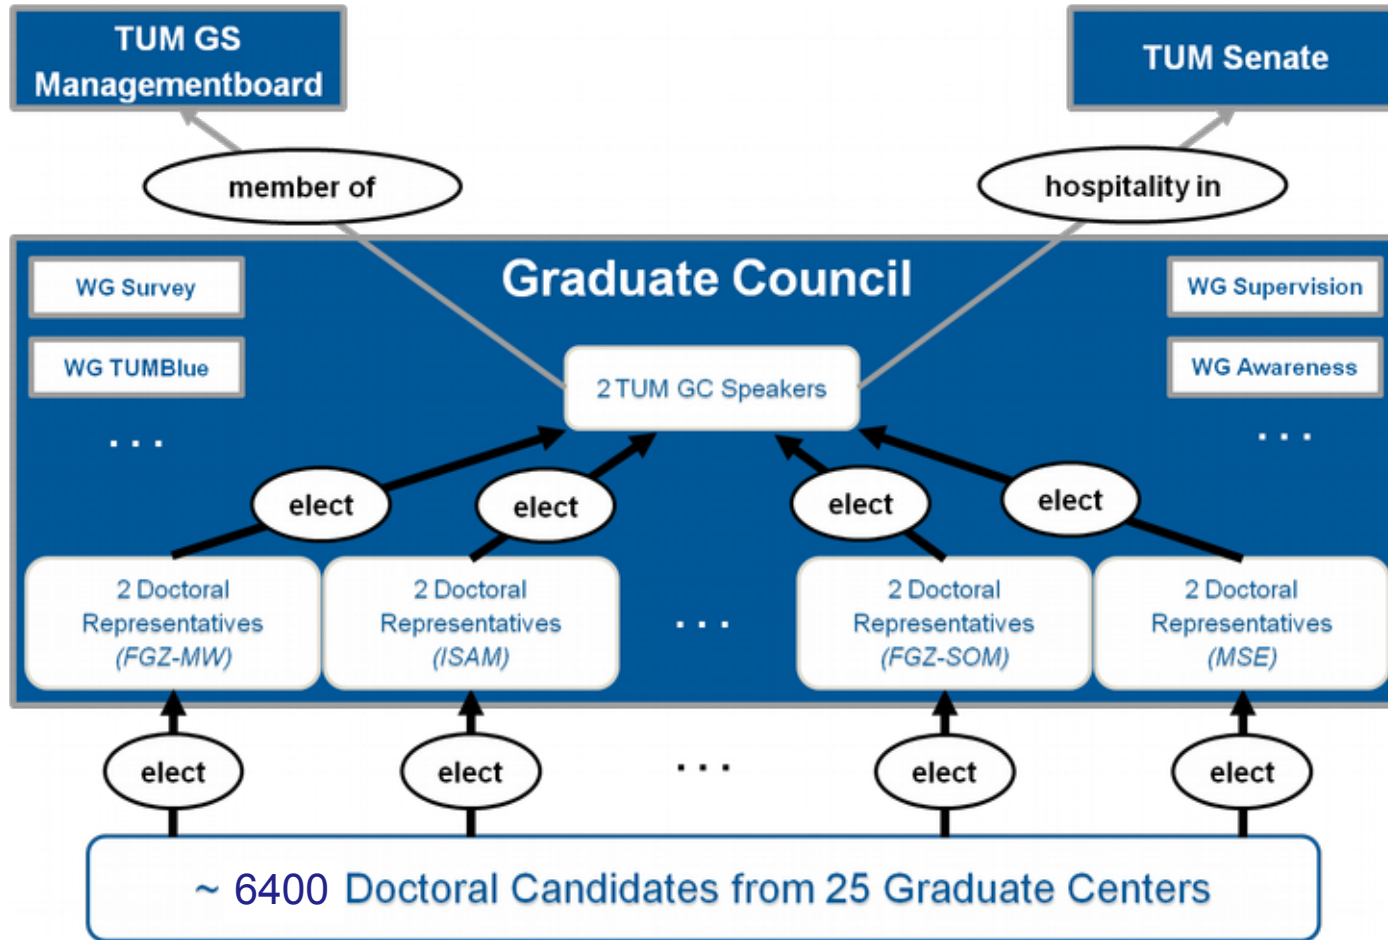 TUM GS
Managementboard
TUM Senate
member of
hospitality in
Graduate Council
WG Survey
WG Supervision
WG TUMBlue
WG Awareness
2 TUM GC Speakers
. . .
. . .
elect
elect
elect
elect
2 Doctoral
Representatives
(FGZ-MW)
2 Doctoral
Representatives
(ISAM)
. . .
2 Doctoral
Representatives
(FGZ-SOM)
2 Doctoral
Representatives
(MSE)
elect
elect
. . .
elect
elect
~ 6400 Doctoral Candidates from 25 Graduate Centers